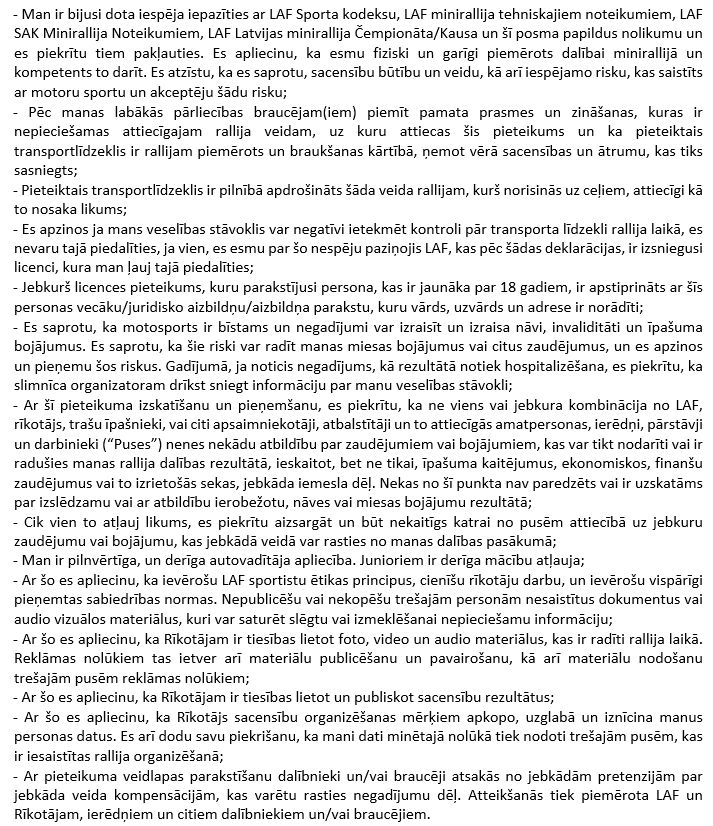 - Man ir bijusi dota iespēja iepazīties ar LAF Sporta kodeksu, LAF minirallija tehniskajiem noteikumiem, LAF
SAK Minirallija Noteikumiem, LAF Latvijas minirallija Čempionāta/Kausa un šī posma papildus nolikumu un
es piekrītu tiem pakļauties. Es apliecinu, ka esmu fiziski un garīgi piemērots dalībai minirallijā un
kompetents to darīt. Es atzīstu, ka es saprotu, sacensību būtību un veidu, kā arī iespējamo risku, kas saistīts
ar motoru sportu un akceptēju šādu risku;
- Pēc manas labākās pārliecības braucējam(iem) piemīt pamata prasmes un zināšanas, kuras ir
nepieciešamas attiecīgajam rallija veidam, uz kuru attiecas šis pieteikums un ka pieteiktais
transportlīdzeklis ir rallijam piemērots un braukšanas kārtībā, ņemot vērā sacensības un ātrumu, kas tiks
sasniegts;
- Pieteiktais transportlīdzeklis ir pilnībā apdrošināts šāda veida rallijam, kurš norisinās uz ceļiem, attiecīgi kā
to nosaka likums;
- Es apzinos ja mans veselības stāvoklis var negatīvi ietekmēt kontroli pār transporta līdzekli rallija laikā, es
nevaru tajā piedalīties, ja vien, es esmu par šo nespēju paziņojis LAF, kas pēc šādas deklarācijas, ir izsniegusi
licenci, kura man ļauj tajā piedalīties;
- Jebkurš licences pieteikums, kuru parakstījusi persona, kas ir jaunāka par 18 gadiem, ir apstiprināts ar šīs
personas vecāku/juridisko aizbildņu/aizbildņa parakstu, kuru vārds, uzvārds un adrese ir norādīti;
- Es saprotu, ka motosports ir bīstams un negadījumi var izraisīt un izraisa nāvi, invaliditāti un īpašuma
bojājumus. Es saprotu, ka šie riski var radīt manas miesas bojājumus vai citus zaudējumus, un es apzinos
un pieņemu šos riskus. Gadījumā, ja noticis negadījums, kā rezultātā notiek hospitalizēšana, es piekrītu, ka
slimnīca organizatoram drīkst sniegt informāciju par manu veselības stāvokli;
- Ar šī pieteikuma izskatīšanu un pieņemšanu, es piekrītu, ka ne viens vai jebkura kombinācija no LAF,
rīkotājs, trašu īpašnieki, vai citi apsaimniekotāji, atbalstītāji un to attiecīgās amatpersonas, ierēdņi, pārstāvji
un darbinieki (“Puses”) nenes nekādu atbildību par zaudējumiem vai bojājumiem, kas var tikt nodarīti vai ir
radušies manas rallija dalības rezultātā, ieskaitot, bet ne tikai, īpašuma kaitējumus, ekonomiskos, finanšu
zaudējumus vai to izrietošās sekas, jebkāda iemesla dēļ. Nekas no šī punkta nav paredzēts vai ir uzskatāms
par izslēdzamu vai ar atbildību ierobežotu, nāves vai miesas bojājumu rezultātā;
- Cik vien to atļauj likums, es piekrītu aizsargāt un būt nekaitīgs katrai no pusēm attiecībā uz jebkuru
zaudējumu vai bojājumu, kas jebkādā veidā var rasties no manas dalības pasākumā;
- Man ir pilnvērtīga, un derīga autovadītāja apliecība. Junioriem ir derīga mācību atļauja;
- Ar šo es apliecinu, ka ievērošu LAF sportistu ētikas principus, cienīšu rīkotāju darbu, un ievērošu vispārīgi
pieņemtas sabiedrības normas. Nepublicēšu vai nekopēšu trešajām personām nesaistītus dokumentus vai
audio vizuālos materiālus, kuri var saturēt slēgtu vai izmeklēšanai nepieciešamu informāciju;
- Ar šo es apliecinu, ka Rīkotājam ir tiesības lietot foto, video un audio materiālus, kas ir radīti rallija laikā.
Reklāmas nolūkiem tas ietver arī materiālu publicēšanu un pavairošanu, kā arī materiālu nodošanu
trešajām pusēm reklāmas nolūkiem;
- Ar šo es apliecinu, ka Rīkotājam ir tiesības lietot un publiskot sacensību rezultātus;
- Ar šo es apliecinu, ka Rīkotājs sacensību organizēšanas mērķiem apkopo, uzglabā un iznīcina manus
personas datus. Es arī dodu savu piekrišanu, ka mani dati minētajā nolūkā tiek nodoti trešajām pusēm, kas
ir iesaistītas rallija organizēšanā;
- Ar pieteikuma veidlapas parakstīšanu dalībnieki un/vai braucēji atsakās no jebkādām pretenzijām par
jebkāda veida kompensācijām, kas varētu rasties negadījumu dēļ. Atteikšanās tiek piemērota LAF un
Rīkotājam, ierēdņiem un citiem dalībniekiem un/vai braucējiem.